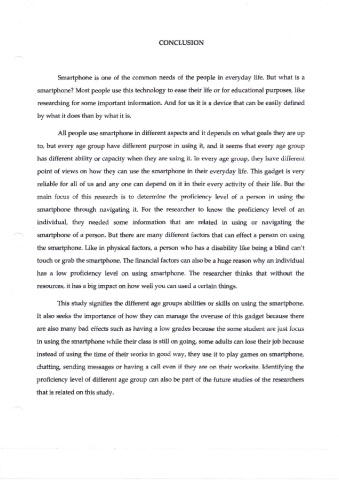 CONCLUSION
Smartphone is one of the common needs of the people in everyday life. But what is a
smartphone? Most people use this technology to ease their life or for educational purposes, like
researching for some important information. And for us it is a device that can be easily defined
by what it does than by what it is.
All people use smartphone in different aspects and it depends on what goals they are up
to, but every age group have different purpose in using it, and it seems that every age group
has different ability or capacity when they are using it. In every age group, they have different
point of views on how they can use the smartphone in their everyday life. This gadget is very
reliable for all of us and any one can depend on it in their every activity of their life. But the
main focus of this research is to determine the proficiency level of a person in using the
smartphone through navigating it. For the researcher to know the proficiency level of an
individual, they needed some information that are related in using or navigating the
smartphone of a person. But there are many different factors that can effect a person on using
the smartphone. Like in physical factors, a person who has a disability like being a blind can't
touch or grab the smartphone. The financial factors can also be a huge reason why an individual
has a low proficiency level on using smartphone. The researcher thinks that without the
resources, it has a big impact on how well you can used a certain things.
This study signifies the different age groups abilities or skills on using the smartphone.
It also seeks the importance of how they can manage the overuse of this gadget because there
are also many bad effects such as having a low grades because the some student are just focus
in using the smartphone while their class is still on going, some adults can lose their job because
instead of using the time of their works in good way, they use it to play games on smartphone,
chatting, sending messages or having a call even if they are on their worksite. Identifying the
proficiency level of different age group can also be part of the future studies of the researchers
that is related on this study.